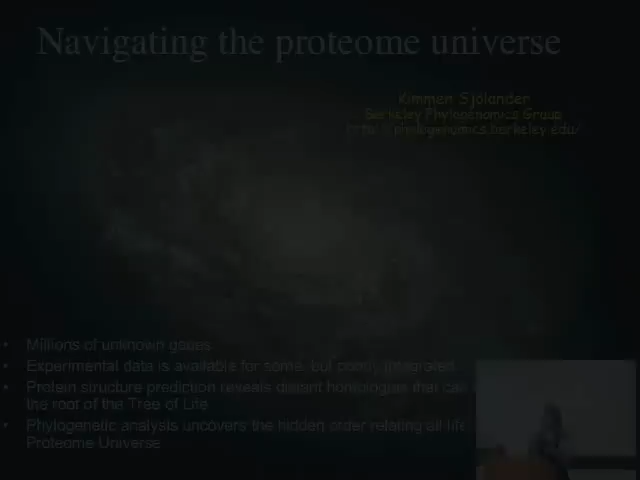 Navigating the proteome universe
Kimmen Sjolander
Berkeley Phylogenomics Group
http://phylogenomics.berkeley.edu/
• Millions of unknown genes
• Experimental data is available for some, but poorly integrated
• Protein structure prediction reveals distant homologies that can
the root of the Tree of Life
• Phylogenetic analysis uncovers the hidden order relating all life
Proteome Universe